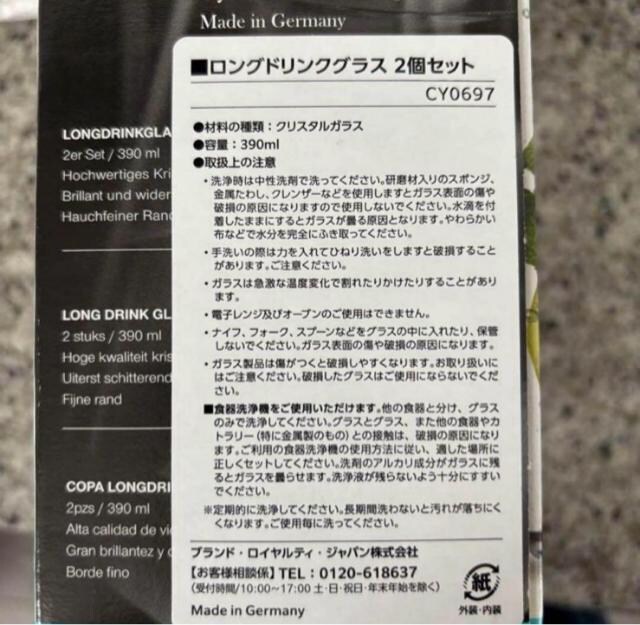 Made in Germany
■ロングドリンクグラス 2個セット
CY0697
●材料の種類：クリスタルガラス
●容量：390ml
●取扱上の注意
・洗浄時は中性洗剤で洗ってください。研磨材入りのスポンジ、
金属たわし、クレンザーなどを使用しますとガラス表面の傷や
破損の原因になりますので使用しないでください。水滴を付
着したままにするとガラスが曇る原因となります。やわらかい
布などで水分を完全にふき取ってください。
・手洗いの際は力を入れてひねり洗いをしますと破損すること
があります。ご注意ください。
・ガラスは急激な温度変化で割れたりかけたりすることがあり
ます。
・電子レンジ及びオーブンのご使用はできません。
・ナイフ、フォーク、スプーンなどをグラスの中に入れたり、保管
しないでください。ガラス表面の傷や破損の原因になります。
・ガラス製品は傷がつくと破損しやすくなります。お取り扱いに
はご注意ください。破損したグラスはご使用にならないでくだ
さい。
■食器洗浄機をご使用いただけます。他の食器と分け、グラス
のみで洗浄してください。グラスとグラス、また他の食器やカ
トラリー（特に金属製のもの）との接触は、破損の原因になり
ます。ご利用の食器洗浄機の使用方法に従い、適した場所に
正しくセットしてください。洗剤のアルカリ成分がガラスに残
るとガラスを曇らせます。洗浄液が残らないよう十分にすすい
でください。
※定期的に洗浄してください。長期間洗わないと汚れが落ちにく
くなります。ご使用毎に洗ってください。
ブランド・ロイヤルティ・ジャパン株式会社
【お客様相談係】TEL：0120-618637
（受付時間/10:00～17:00 土・日・祝日・年末年始を除く）
Made in Germany
紙
外装・内装
LONGDRINKGLA
2er Set / 390 ml
Hochwertiges Kri
Brillant und wider
Hauchfeiner Rand
LONG DRINK GL
2 stuks / 390 ml
Hoge kwaliteit kris
Uiterst schitterend
Fijne rand
COPA LONGDRI
2pzs / 390 ml
Alta calidad de vi
Gran brillantez y
Borde fino